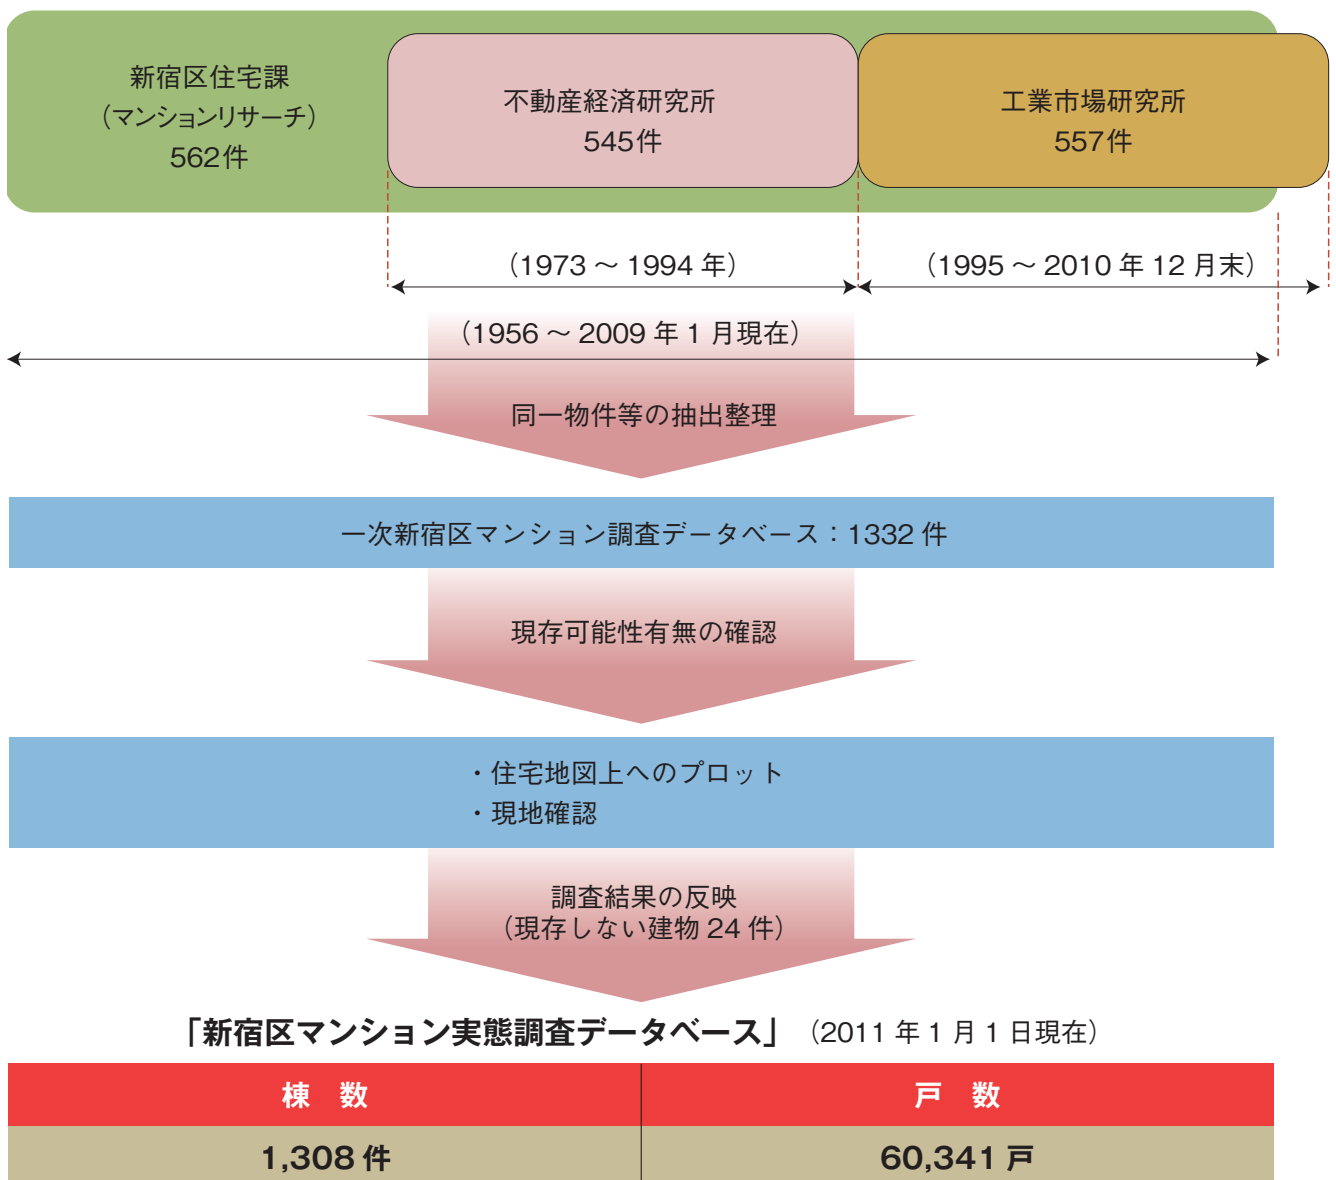 新宿区住宅課
（マンションリサーチ）
562件
不動産経済研究所
545件
工業市場研究所
557件
（1973 ～ 1994 年）
（1995 ～ 2010 年 12 月末）
（1956 ～ 2009 年 1 月現在）
同一物件等の抽出整理
一次新宿区マンション調査データベース：1332 件
現存可能性有無の確認
・住宅地図上へのプロット
・現地確認
調査結果の反映
（現存しない建物 24 件）
「新宿区マンション実態調査データベース」（2011 年 1 月 1 日現在）
棟　数
戸　数
1,308 件
60,341 戸